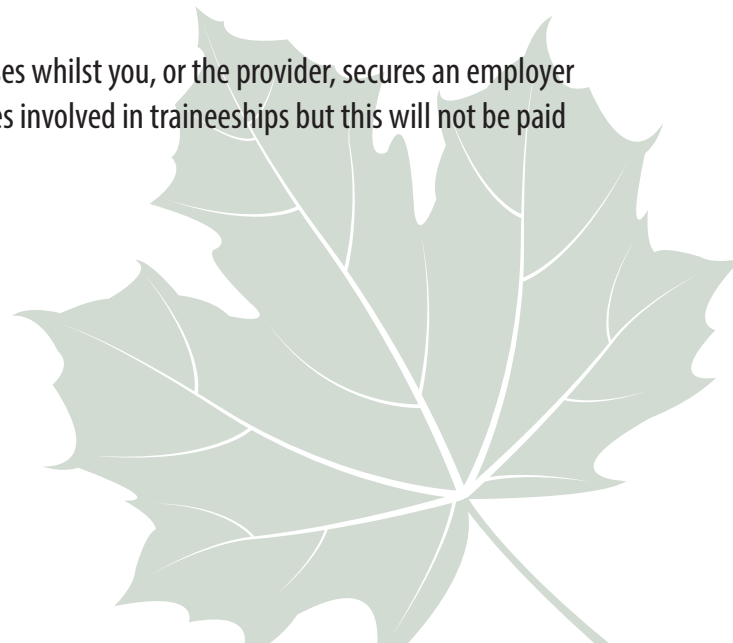 es whilst you, or the provider, secures an employer
es involved in traineeships but this will not be paid